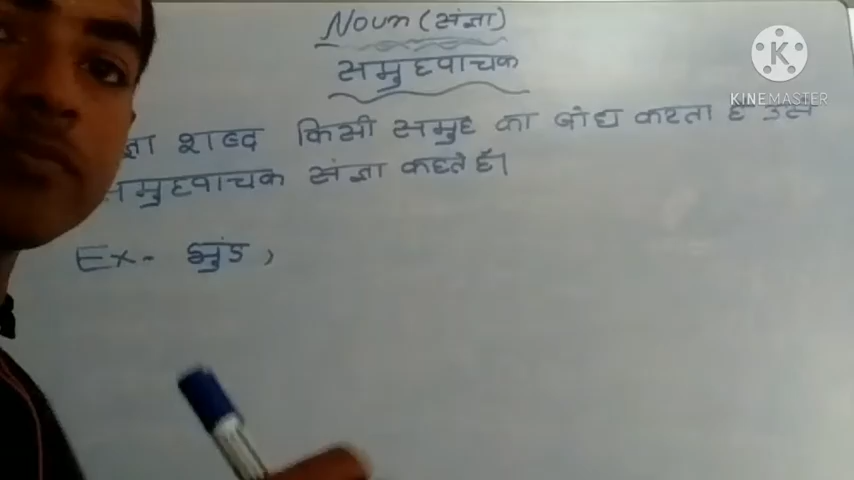 Noun (संज्ञा)
समुहवाचक
शब्द किसी समुह का बोध करता है उसे
समुहवाचक संज्ञा कहते हैं।
Ex- झुंड,
KINEMASTER